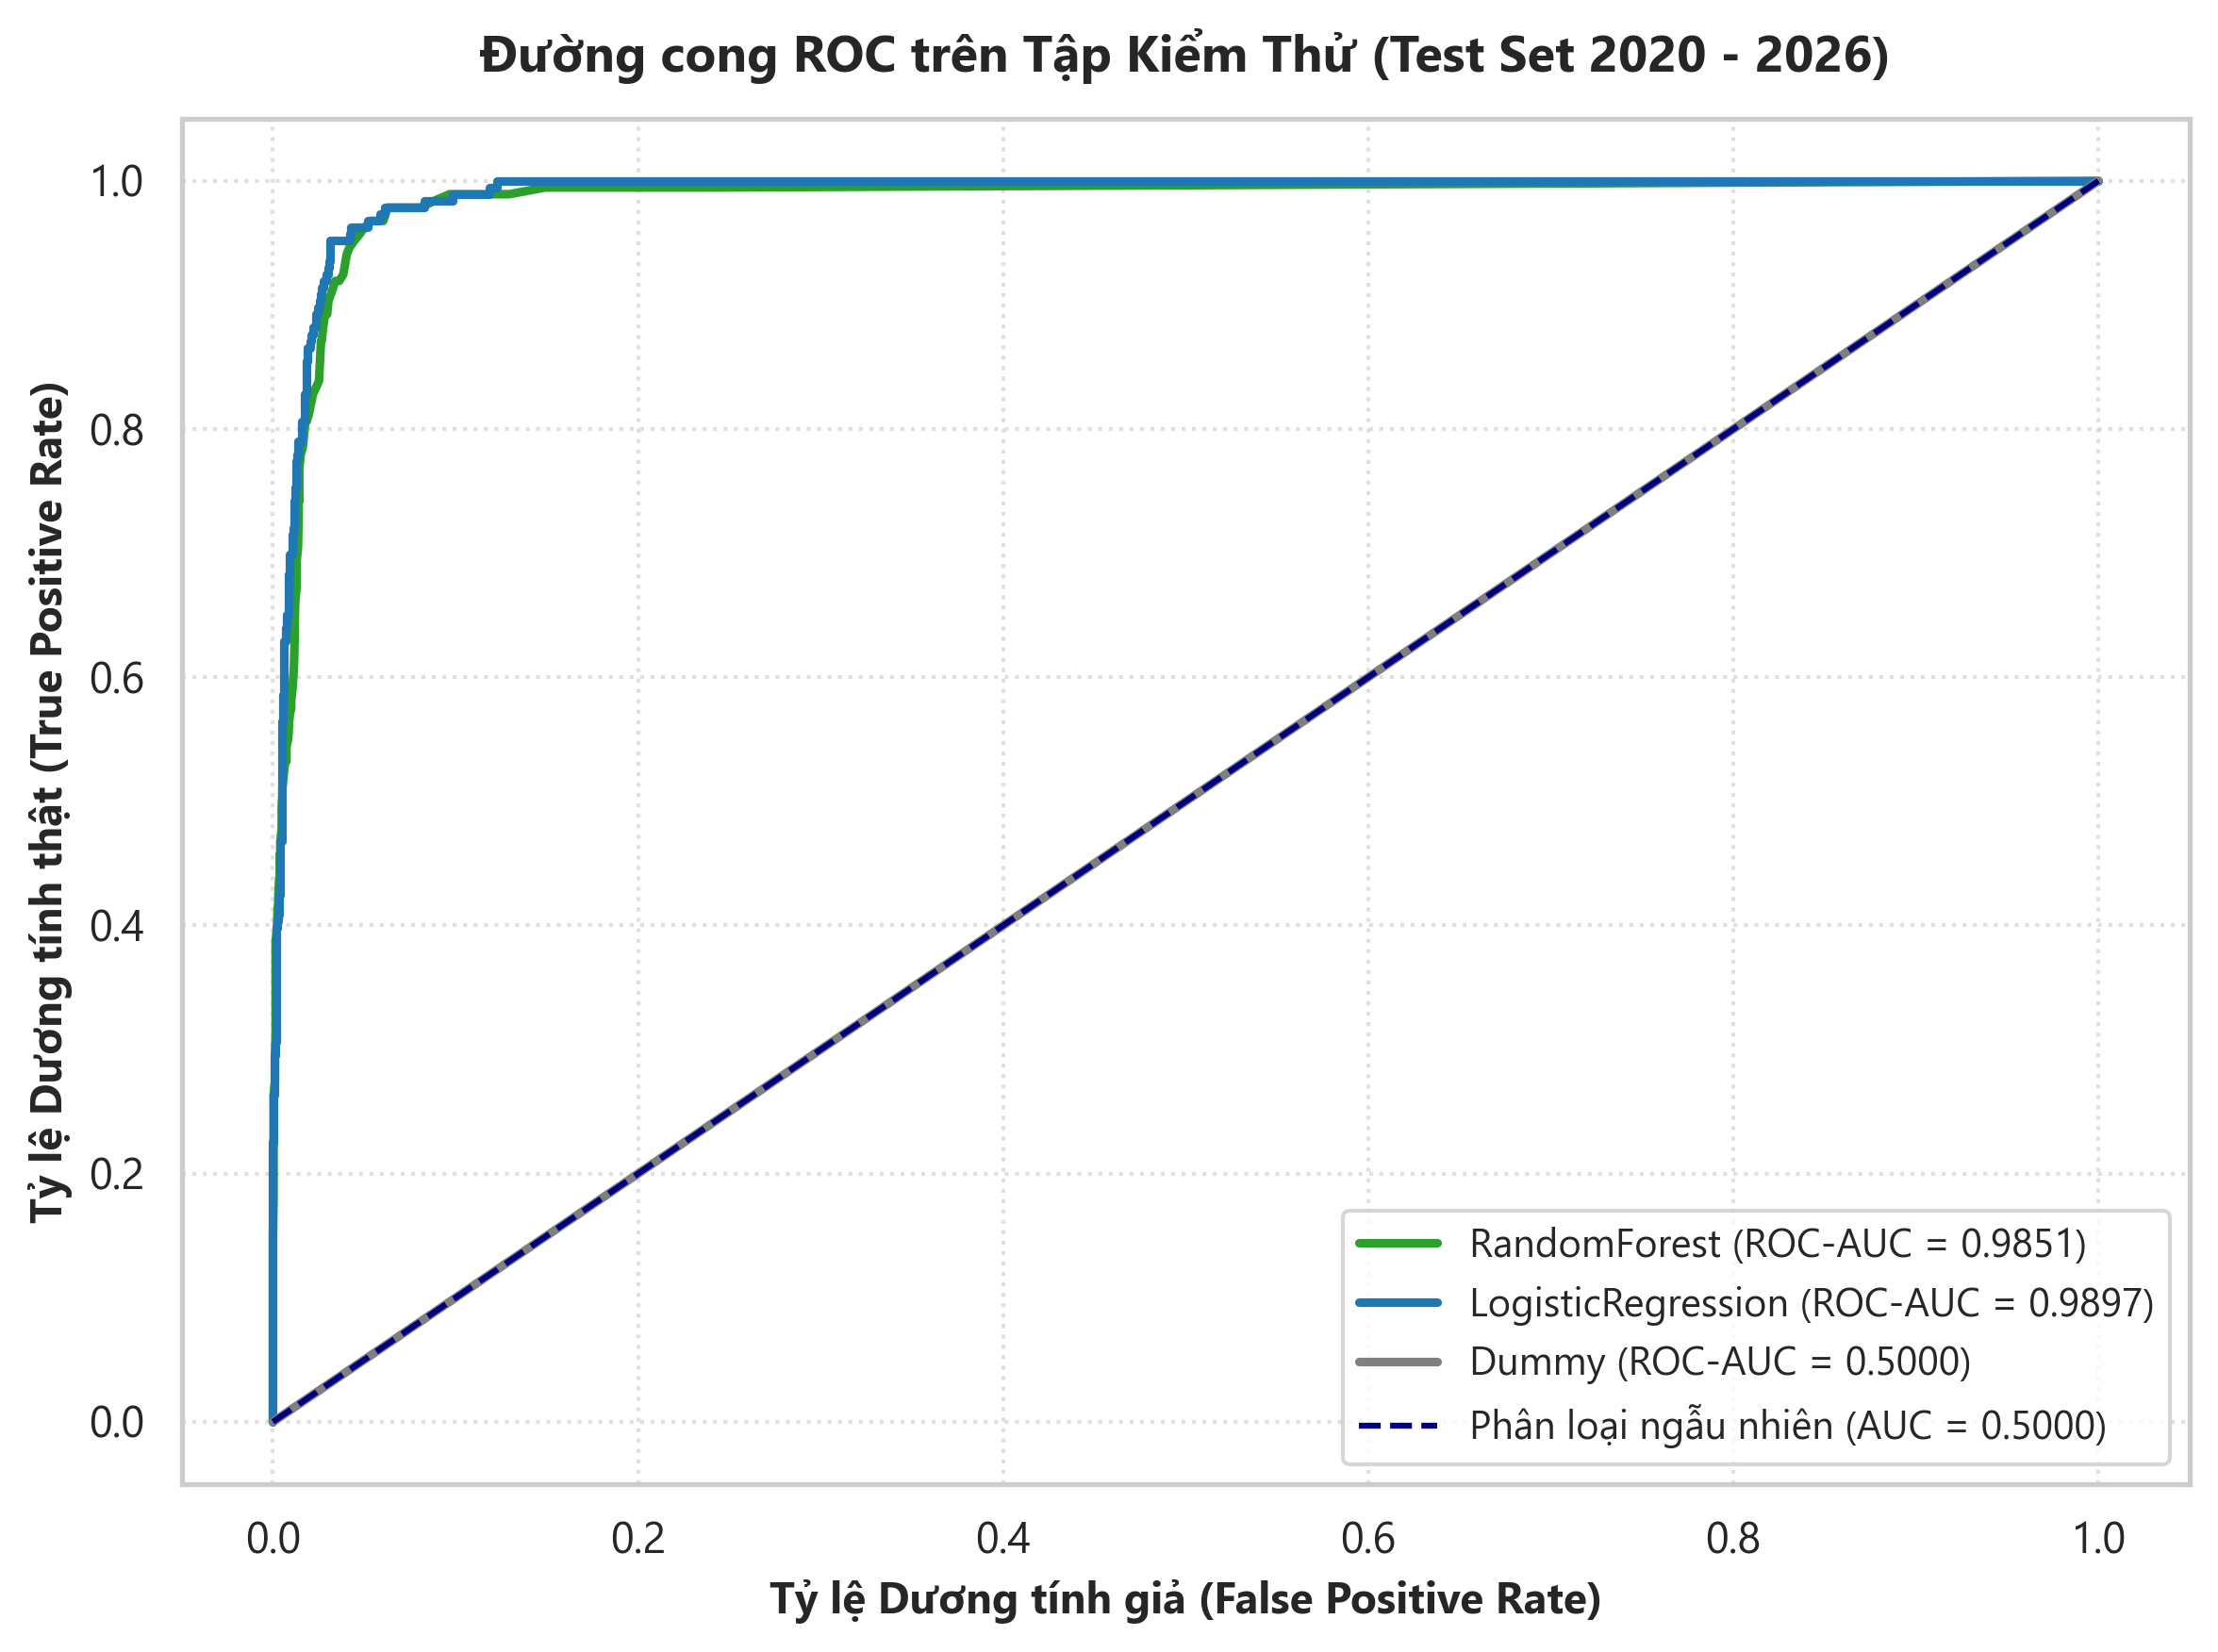 Đường cong ROC trên Tập Kiểm Thử (Test Set 2020 - 2026)
Tỷ lệ Dương tính thật (True Positive Rate)
1.0
0.8
0.6
0.4
0.2
0.0
RandomForest (ROC-AUC = 0.9851)
LogisticRegression (ROC-AUC = 0.9897)
Dummy (ROC-AUC = 0.5000)
Phân loại ngẫu nhiên (AUC = 0.5000)
0.0 0.2 0.4 0.6 0.8 1.0
Tỷ lệ Dương tính giả (False Positive Rate)